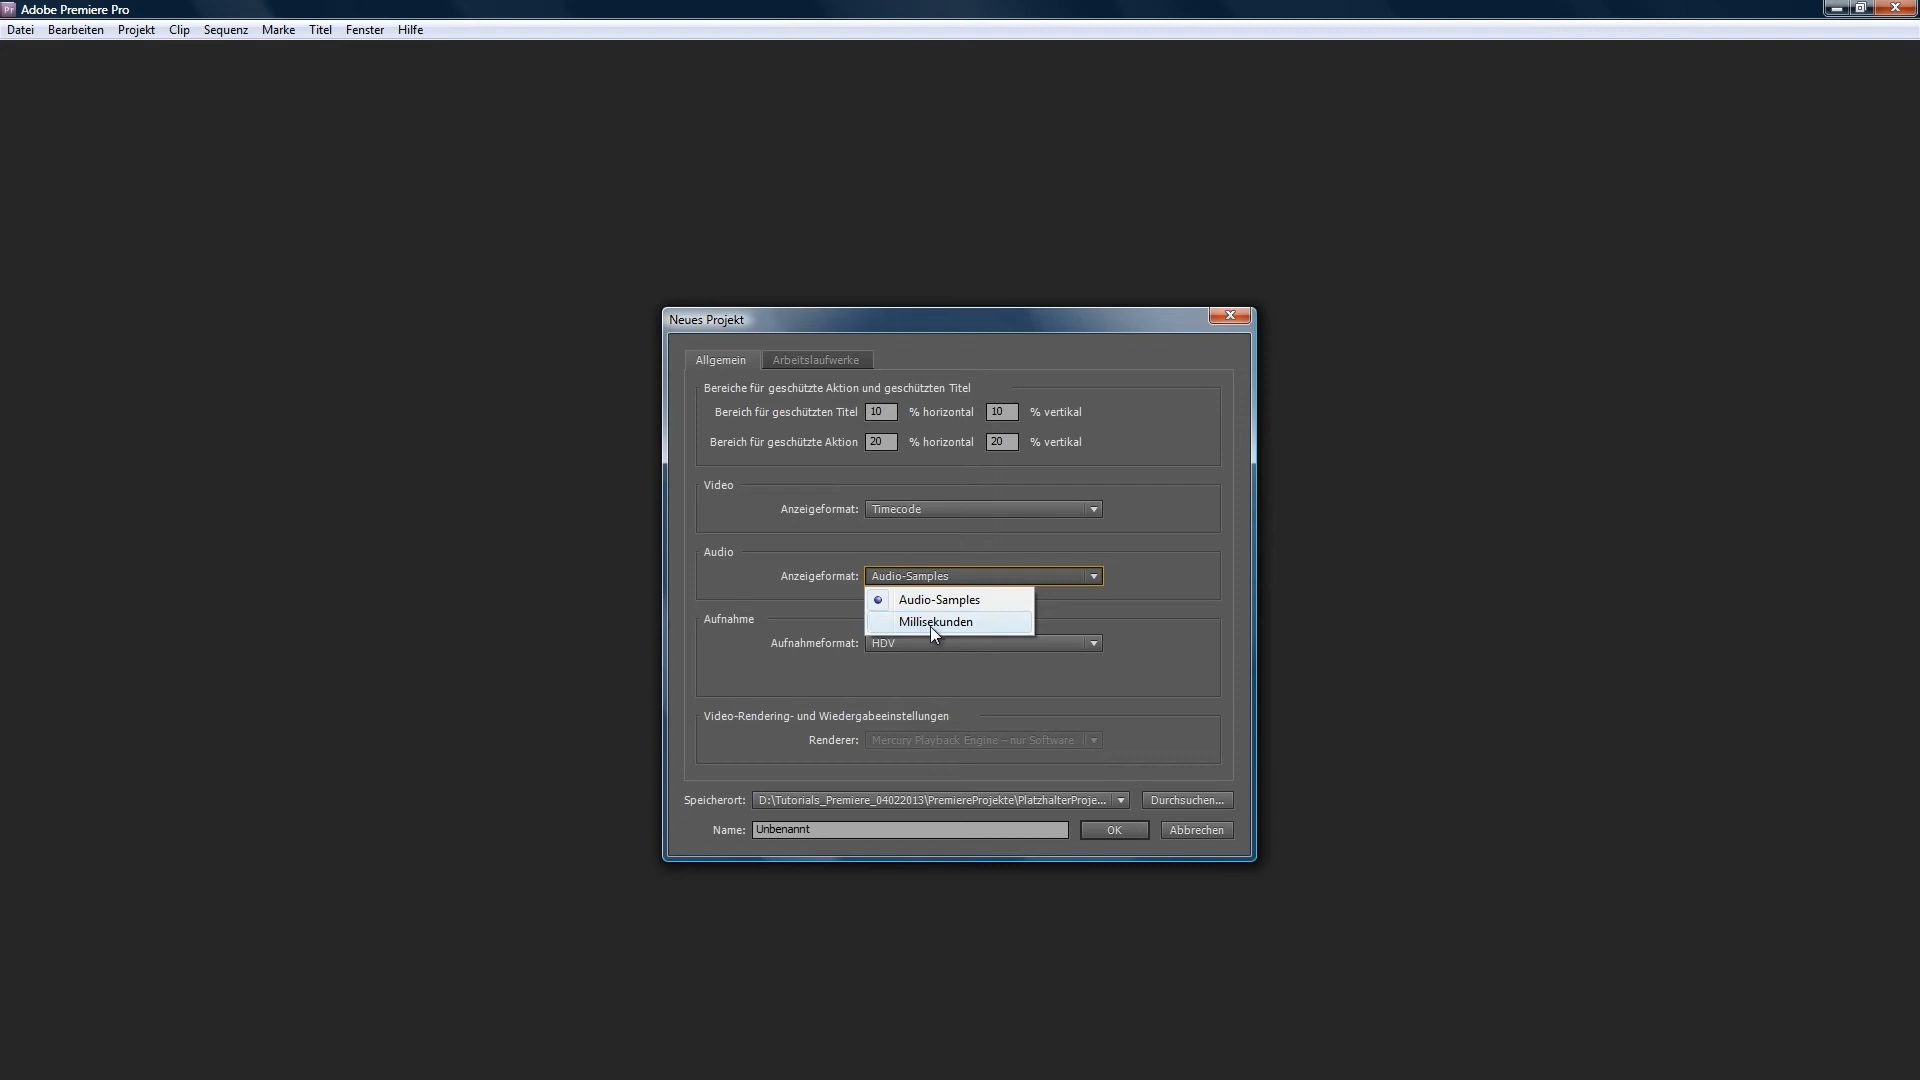 Pr Adobe Premiere Pro
Datei Bearbeiten Projekt Clip Sequenz Marke Titel Fenster Hilfe
Neues Projekt
Allgemein Arbeitslaufwerke
Bereiche für geschützte Aktion und geschützten Titel
Bereich für geschützten Titel 10 % horizontal 10 % vertikal
Bereich für geschützte Aktion 20 % horizontal 20 % vertikal
Video
Anzeigeformat: Timecode
Audio
Anzeigeformat: Audio-Samples
Audio-Samples
Millisekunden
Aufnahme
Aufnahmeformat: HDV
Video-Rendering- und Wiedergabeeinstellungen
Renderer: Mercury Playback Engine – nur Software
Speicherort: D:\Tutorials_Premiere_04022013\PremiereProjekte\PlatzhalterProje... Durchsuchen...
Name: Unbenannt OK Abbrechen